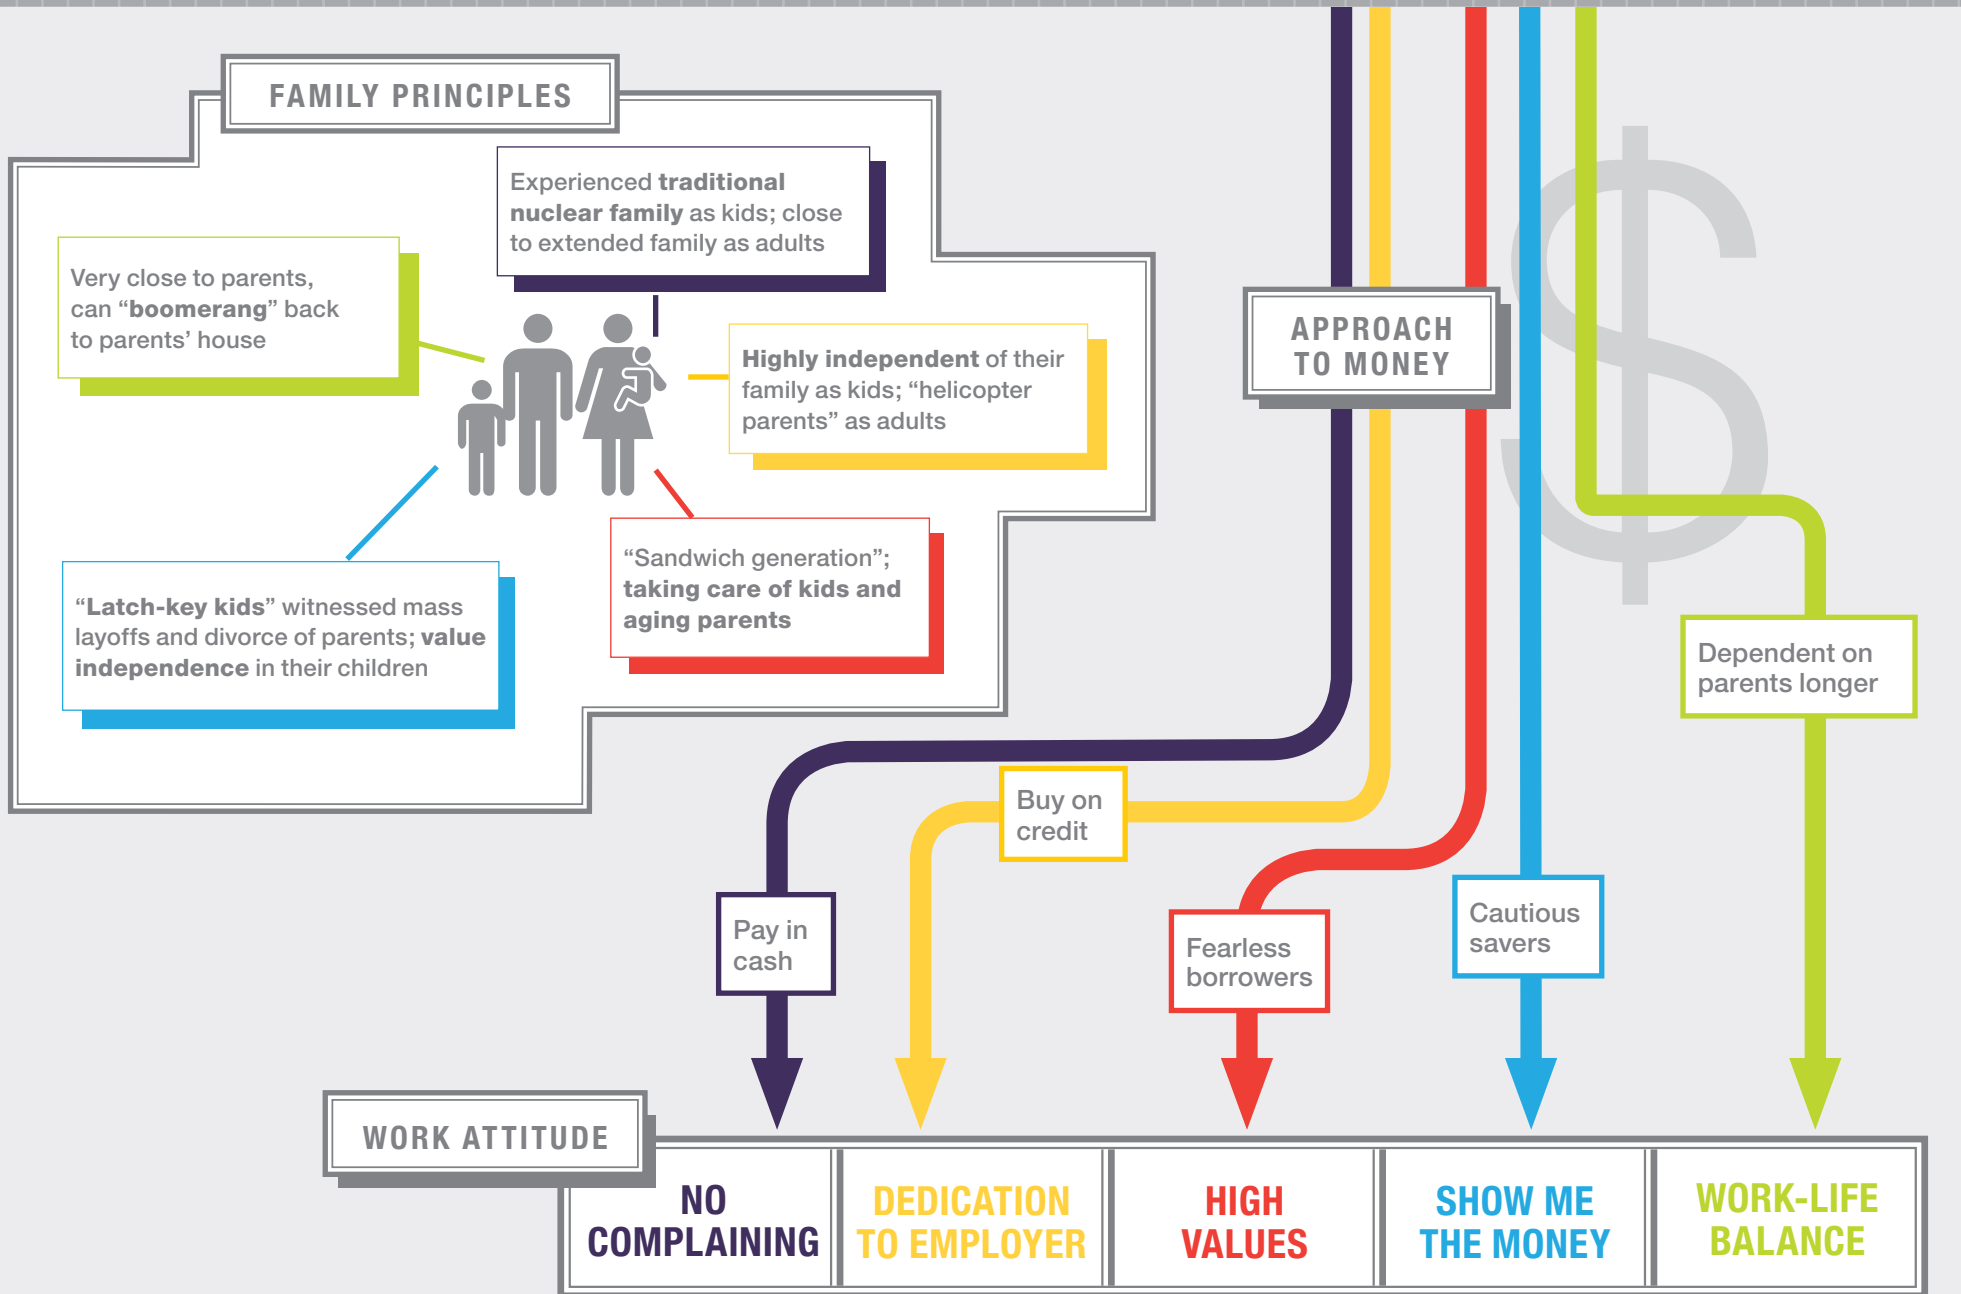 FAMILY PRINCIPLES
Experienced traditional
nuclear family as kids; close
to extended family as adults
Very close to parents,
can “boomerang” back
to parents’ house
Highly independent of their
family as kids; “helicopter
parents” as adults
“Sandwich generation”;
taking care of kids and
aging parents
“Latch-key kids” witnessed mass
layoffs and divorce of parents; value
independence in their children
$
APPROACH
TO MONEY
Dependent on
parents longer
Buy on
credit
Pay in
cash
Fearless
borrowers
Cautious
savers
WORK ATTITUDE
NO
COMPLAINING
DEDICATION
TO EMPLOYER
HIGH
VALUES
SHOW ME
THE MONEY
WORK-LIFE
BALANCE